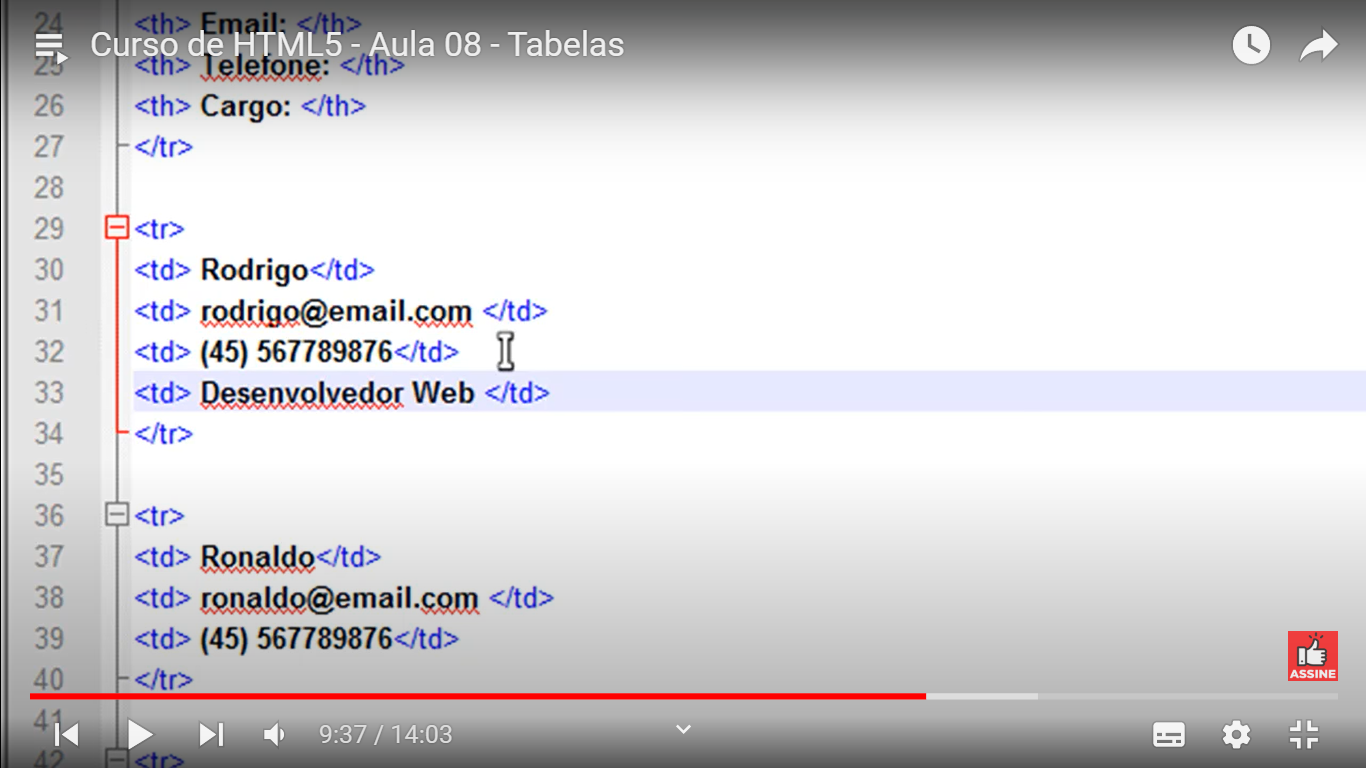 24 <th> Email: </th>
Curso de HTML5 - Aula 08 - Tabelas
25 <th> Telefone: </th>
26 <th> Cargo: </th>
27 </tr>
28
29 <tr>
30 <td> Rodrigo</td>
31 <td> rodrigo@email.com </td>
32 <td> (45) 567789876</td>
33 <td> Desenvolvedor Web </td>
34 </tr>
35
36 <tr>
37 <td> Ronaldo</td>
38 <td> ronaldo@email.com </td>
39 <td> (45) 567789876</td>
ASSINE
40 </tr>
41
9:37 / 14:03
42 <tr>